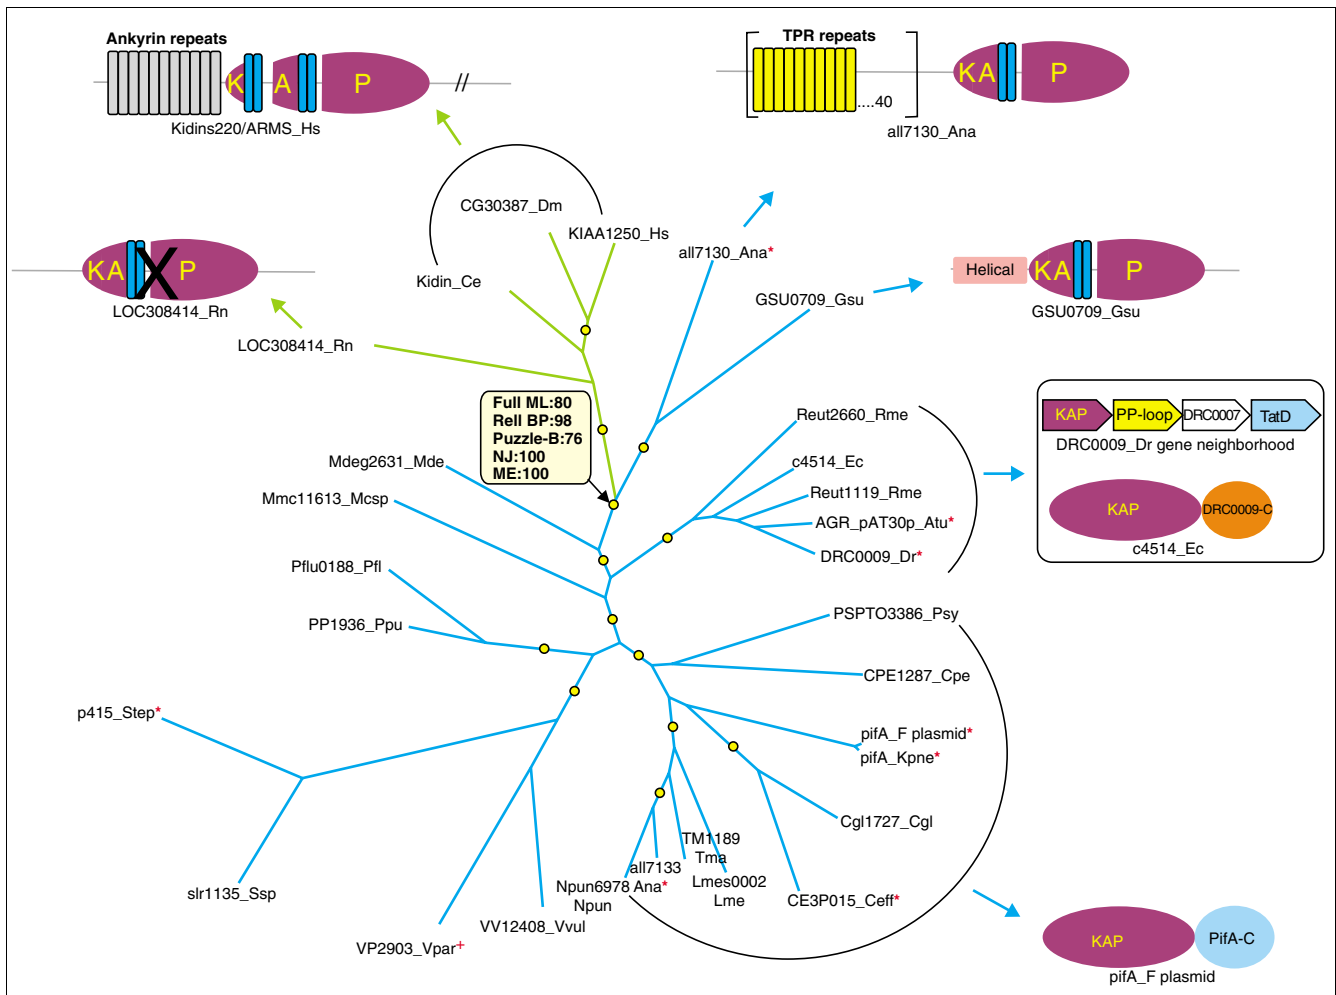 Ankyrin repeats
K A P
Kidins220/ARMS_Hs
//
TPR repeats
....40
KA P
all7130_Ana
CG30387_Dm
KIAA1250_Hs
Kidin_Ce
all7130_Ana*
KA X P
LOC308414_Rn
LOC308414_Rn
GSU0709_Gsu
Helical
KA P
GSU0709_Gsu
Full ML:80
Rell BP:98
Puzzle-B:76
NJ:100
ME:100
Mdeg2631_Mde
Mmc11613_Mcsp
Pflu0188_Pfl
PP1936_Ppu
Reut2660_Rme
c4514_Ec
Reut1119_Rme
AGR_pAT30p_Atu*
DRC0009_Dr*
KAP PP-loop DRC0007 TatD
DRC0009_Dr gene neighborhood
KAP DRC0009-C
c4514_Ec
PSPTO3386_Psy
CPE1287_Cpe
pifA_F plasmid*
pifA_Kpne*
Cgl1727_Cgl
CE3P015_Ceff*
p415_Step*
slr1135_Ssp
VP2903_Vpar+
VV12408_Vvul
TM1189
Tma
all7133
Ana*
Npun6978
Npun
Lmes0002
Lme
KAP PifA-C
pifA_F plasmid